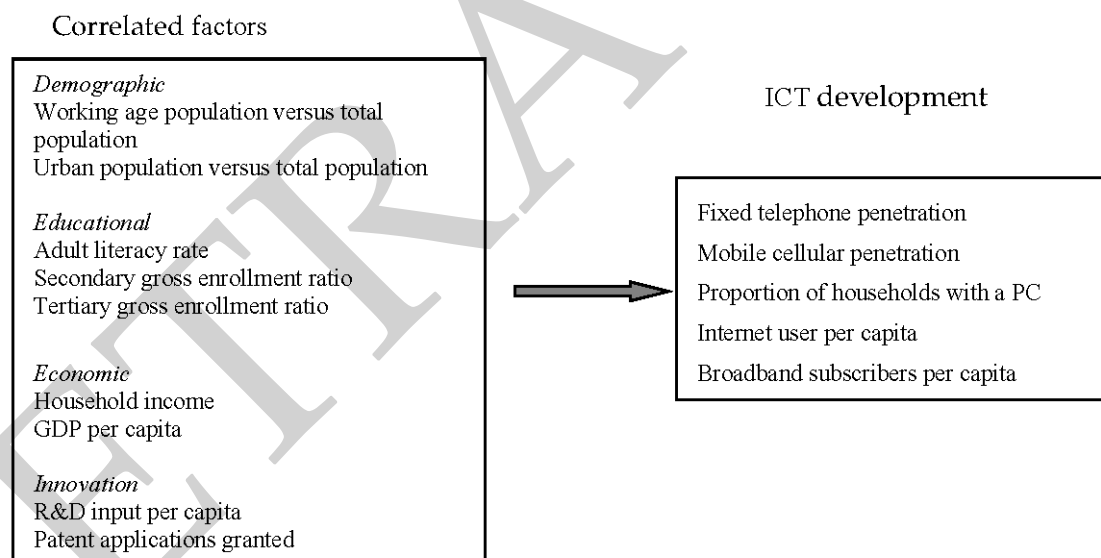 Correlated factors
Demographic
Working age population versus total
population
Urban population versus total population
Educational
Adult literacy rate
Secondary gross enrollment ratio
Tertiary gross enrollment ratio
Economic
Household income
GDP per capita
Innovation
R&D input per capita
Patent applications granted
ICT development
Fixed telephone penetration
Mobile cellular penetration
Proportion of households with a PC
Internet user per capita
Broadband subscribers per capita
ETRA